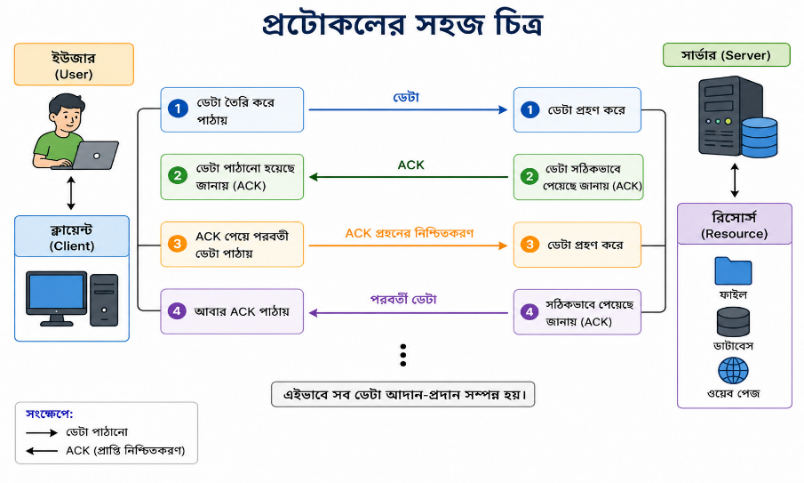 প্রটোকলের সহজ চিত্র
ইউজার
(User)
সার্ভার (Server)
1 ডেটা তৈরি করে
পাঠায়
ডেটা
1 ডেটা গ্রহণ করে
2 ডেটা পাঠানো হয়েছে
জানায় (ACK)
ACK
2 ডেটা সঠিকভাবে
পেয়েছে জানায় (ACK)
ক্লায়েন্ট
(Client)
3 ACK পেয়ে পরবর্তী
ডেটা পাঠায়
ACK গ্রহনের নিশ্চিতকরণ
3 ডেটা গ্রহণ করে
রিসোর্স
(Resource)
4 আবার ACK পাঠায়
পরবর্তী ডেটা
4 সঠিকভাবে পেয়েছে
জানায় (ACK)
ফাইল
ডাটাবেস
ওয়েব পেজ
এইভাবে সব ডেটা আদান-প্রদান সম্পন্ন হয়।
সংক্ষেপে:
ডেটা পাঠানো
ACK (প্রাপ্তি নিশ্চিতকরণ)